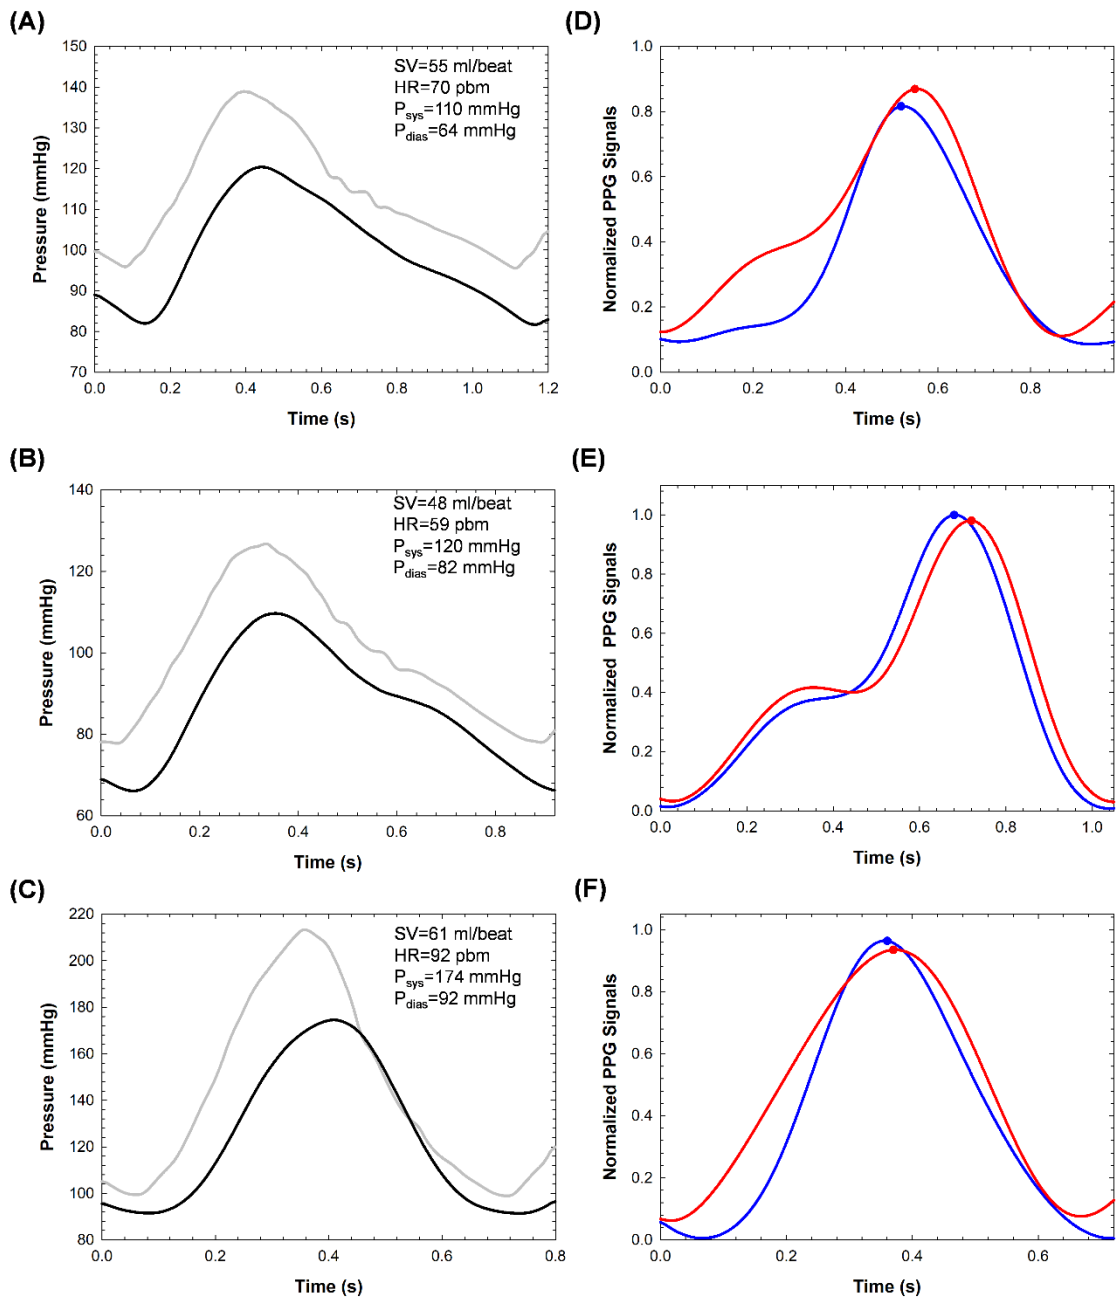 (A)
150
140
130
120
110
100
90
80
70
Pressure (mmHg)
SV=55 ml/beat
HR=70 pbm
P_sys=110 mmHg
P_dias=64 mmHg
0.0 0.2 0.4 0.6 0.8 1.0 1.2
Time (s)
(D)
1.0
0.8
0.6
0.4
0.2
0.0
Normalized PPG Signals
0.0 0.2 0.4 0.6 0.8
Time (s)
(B)
140
120
100
80
60
Pressure (mmHg)
SV=48 ml/beat
HR=59 pbm
P_sys=120 mmHg
P_dias=82 mmHg
0.0 0.2 0.4 0.6 0.8
Time (s)
(E)
1.0
0.8
0.6
0.4
0.2
0.0
Normalized PPG Signals
0.0 0.2 0.4 0.6 0.8 1.0
Time (s)
(C)
220
200
180
160
140
120
100
80
Pressure (mmHg)
SV=61 ml/beat
HR=92 pbm
P_sys=174 mmHg
P_dias=92 mmHg
0.0 0.2 0.4 0.6 0.8
Time (s)
(F)
1.0
0.8
0.6
0.4
0.2
0.0
Normalized PPG Signals
0.0 0.2 0.4 0.6
Time (s)